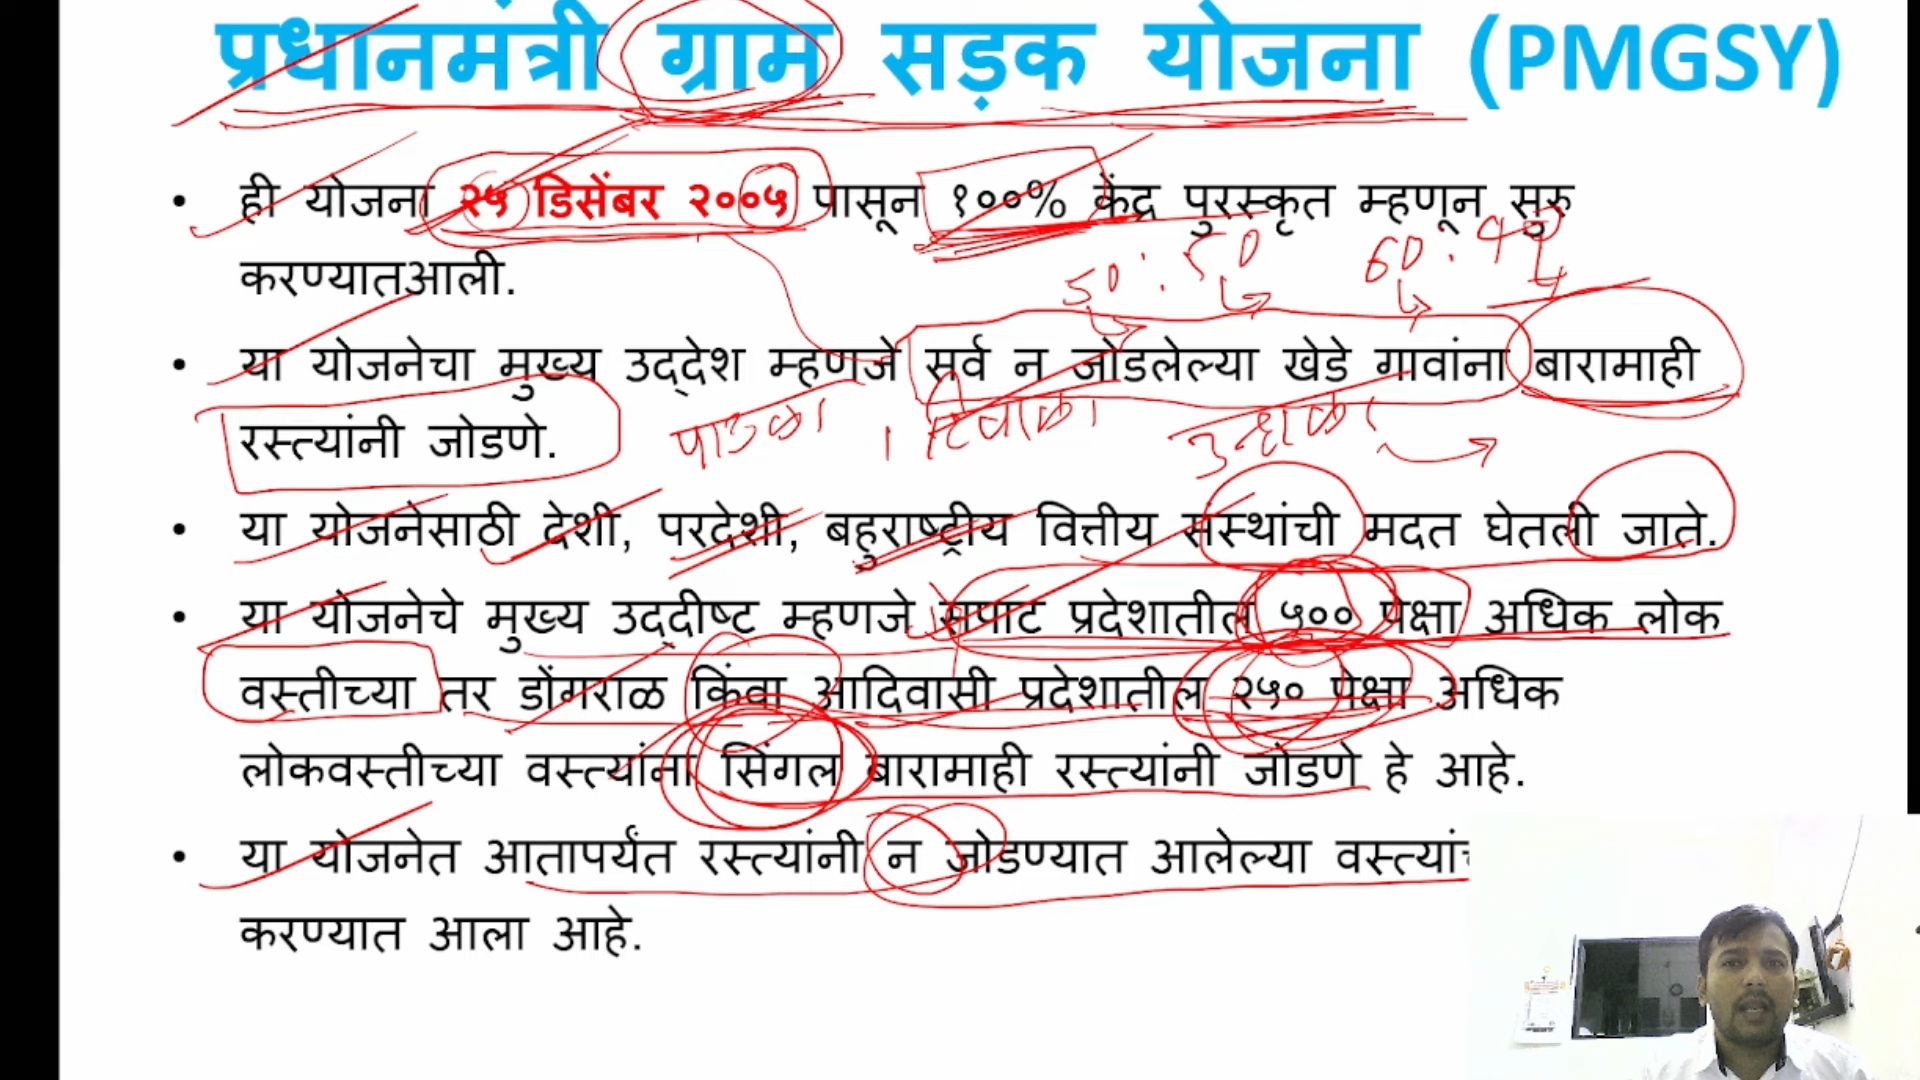 प्रधानमंत्री ग्राम सड़क योजना (PMGSY)
• ही योजना २५ डिसेंबर २००५ पासून १००% केंद्र पुरस्कृत म्हणून सुरु
करण्यातआली.
50 : 50 60 : 40
• या योजनेचा मुख्य उद्देश म्हणजे सर्व न जोडलेल्या खेडे गावांना बारामाही
रस्त्यांनी जोडणे.
• या योजनेसाठी देशी, परदेशी, बहुराष्ट्रीय वित्तीय संस्थांची मदत घेतली जाते.
• या योजनेचे मुख्य उद्दीष्ट म्हणजे सपाट प्रदेशातील ५०० पेक्षा अधिक लोक
वस्तीच्या तर डोंगराळ किंवा आदिवासी प्रदेशातील २५० पेक्षा अधिक
लोकवस्तीच्या वस्त्यांना सिंगल बारामाही रस्त्यांनी जोडणे हे आहे.
• या योजनेत आतापर्यंत रस्त्यांनी न जोडण्यात आलेल्या
करण्यात आला आहे.